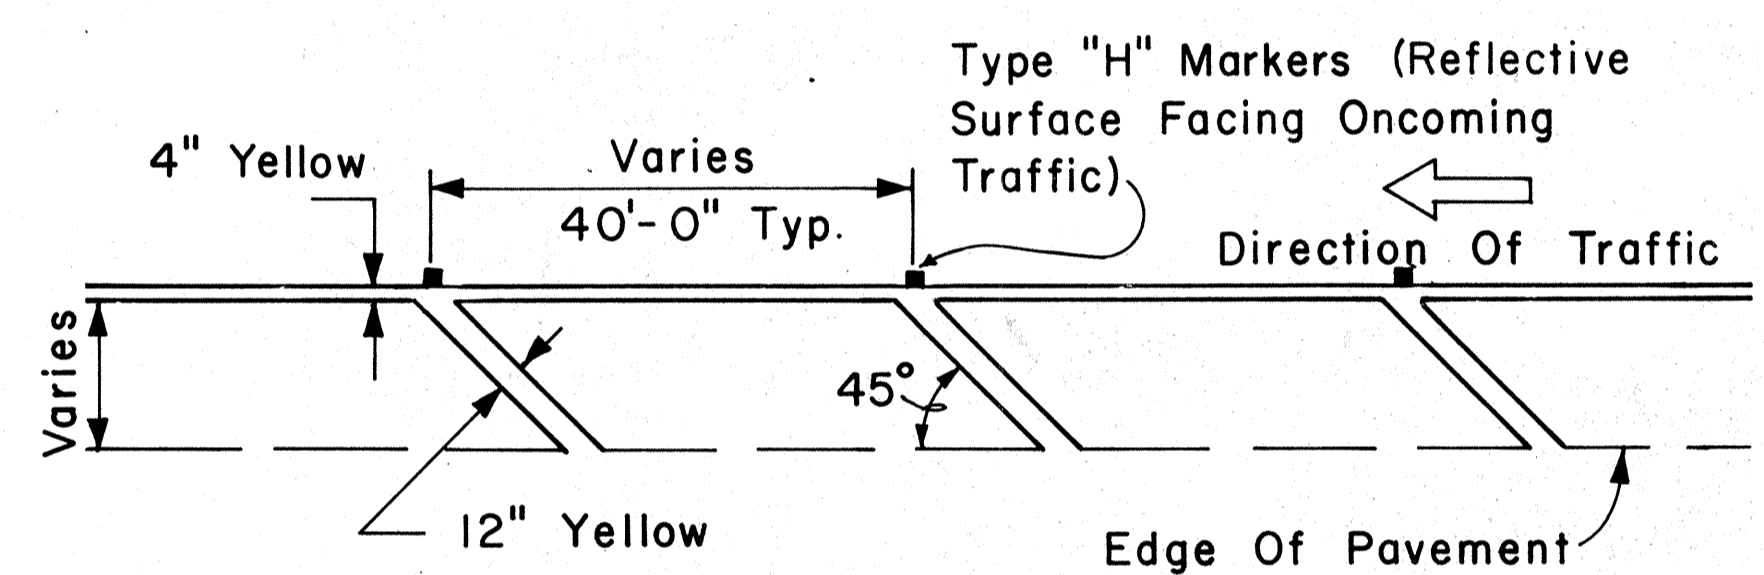 Type "H" Markers (Reflective
Surface Facing Oncoming
Traffic)
4" Yellow
Varies
40'-0" Typ.
Direction Of Traffic
Varies
45°
12" Yellow
Edge Of Pavement